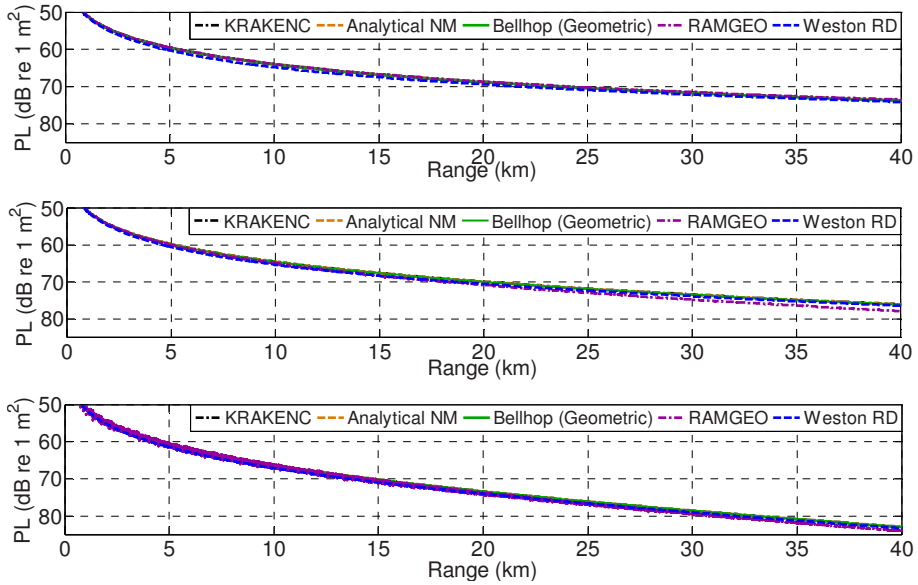 PL (dB re 1 m²)
50
60
70
80
KRAKENC
Analytical NM
Bellhop (Geometric)
RAMGEO
Weston RD
0
5
10
15
20
25
30
35
40
Range (km)
PL (dB re 1 m²)
50
60
70
80
KRAKENC
Analytical NM
Bellhop (Geometric)
RAMGEO
Weston RD
0
5
10
15
20
25
30
35
40
Range (km)
PL (dB re 1 m²)
50
60
70
80
KRAKENC
Analytical NM
Bellhop (Geometric)
RAMGEO
Weston RD
0
5
10
15
20
25
30
35
40
Range (km)